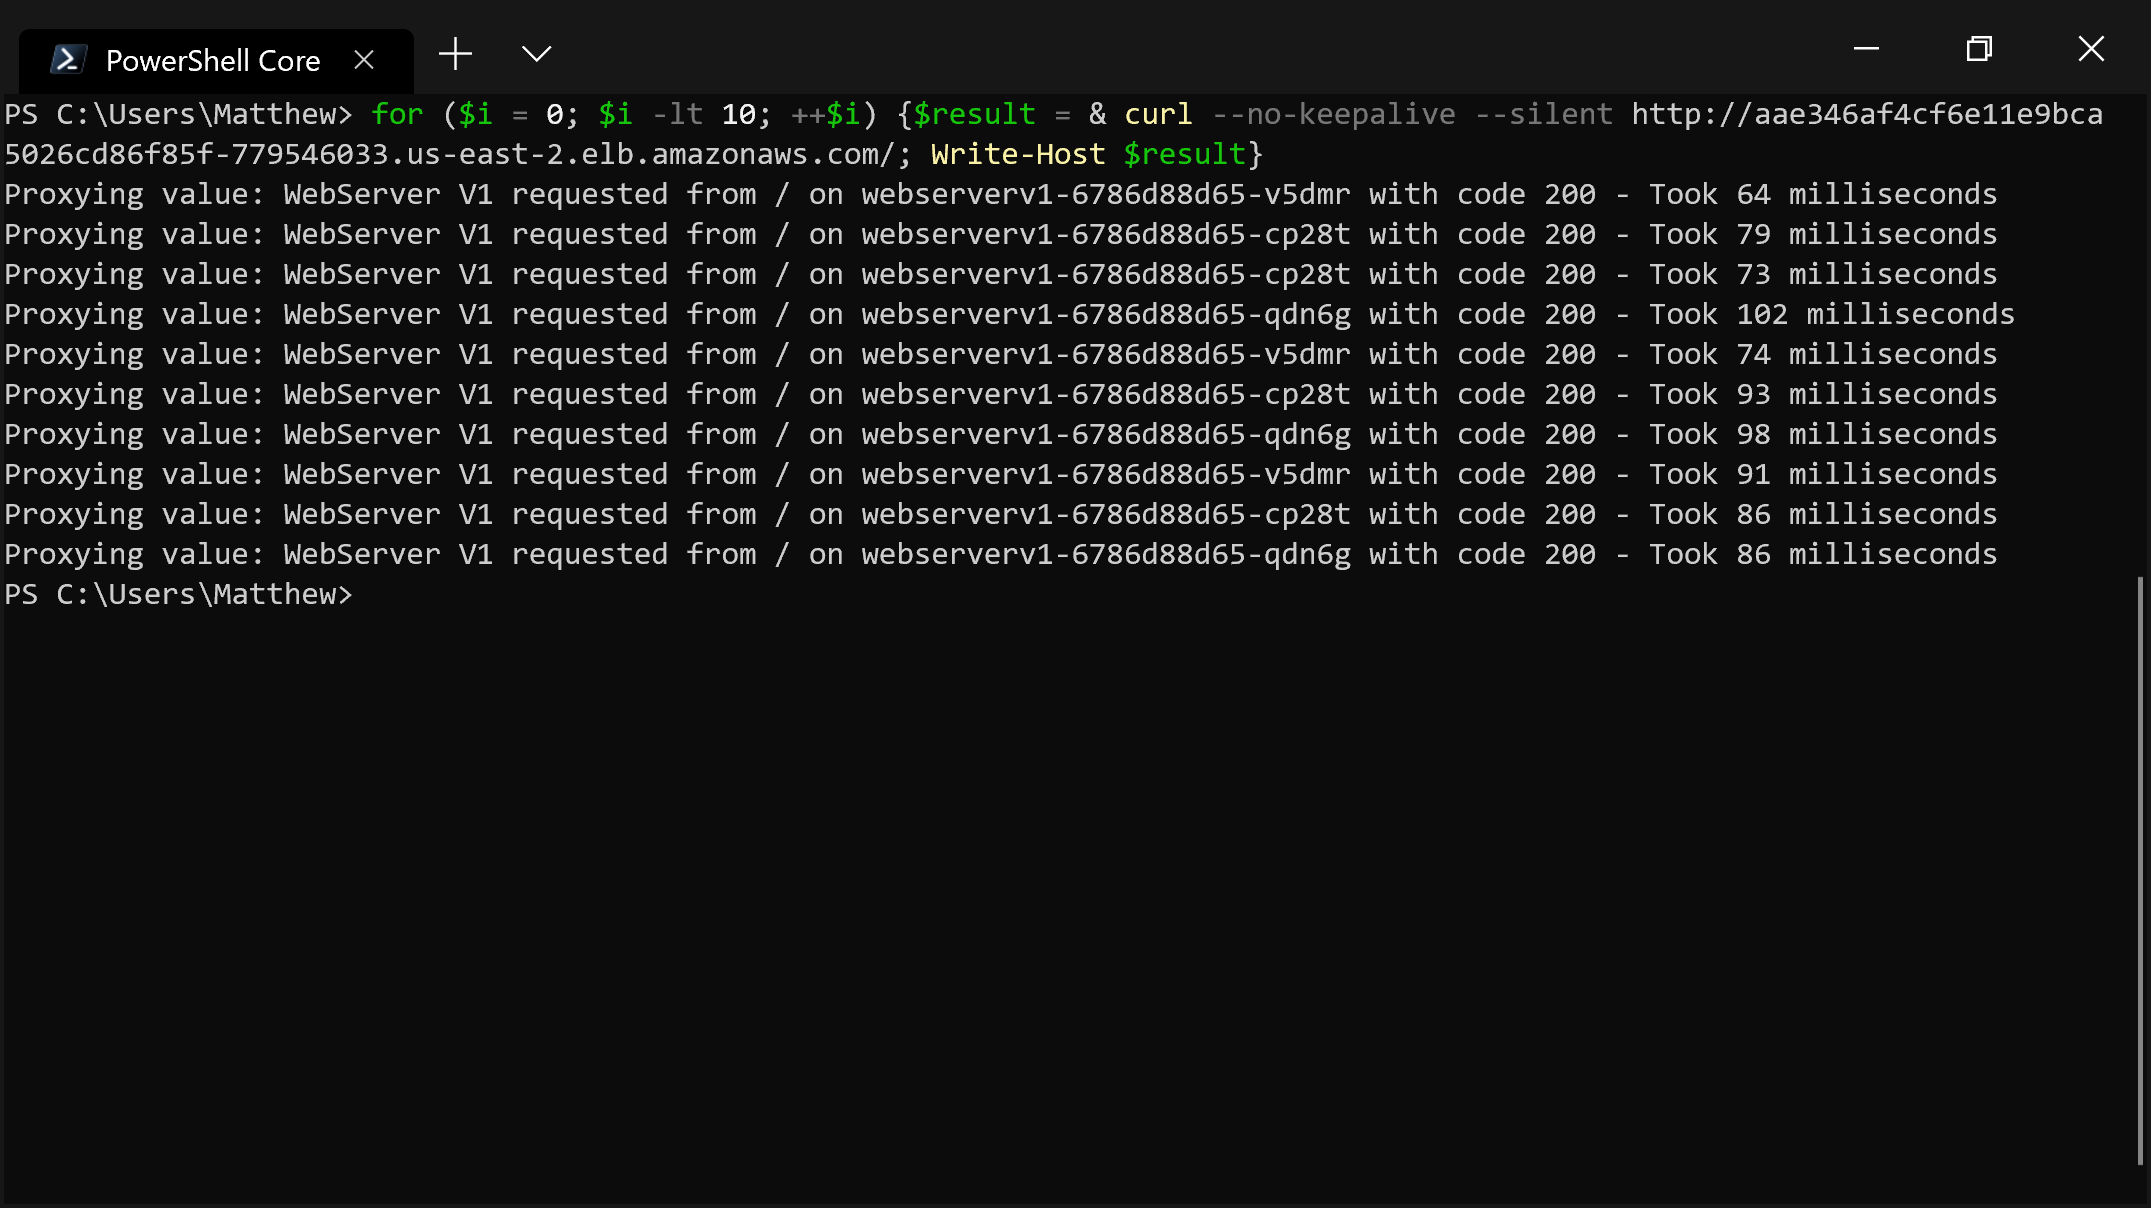 PowerShell Core
PS C:\Users\Matthew> for ($i = 0; $i -lt 10; ++$i) {$result = & curl --no-keepalive --silent http://aae346af4cf6e11e9bca
5026cd86f85f-779546033.us-east-2.elb.amazonaws.com/; Write-Host $result}
Proxying value: WebServer V1 requested from / on webserverv1-6786d88d65-v5dmr with code 200 - Took 64 milliseconds
Proxying value: WebServer V1 requested from / on webserverv1-6786d88d65-cp28t with code 200 - Took 79 milliseconds
Proxying value: WebServer V1 requested from / on webserverv1-6786d88d65-cp28t with code 200 - Took 73 milliseconds
Proxying value: WebServer V1 requested from / on webserverv1-6786d88d65-qdn6g with code 200 - Took 102 milliseconds
Proxying value: WebServer V1 requested from / on webserverv1-6786d88d65-v5dmr with code 200 - Took 74 milliseconds
Proxying value: WebServer V1 requested from / on webserverv1-6786d88d65-cp28t with code 200 - Took 93 milliseconds
Proxying value: WebServer V1 requested from / on webserverv1-6786d88d65-qdn6g with code 200 - Took 98 milliseconds
Proxying value: WebServer V1 requested from / on webserverv1-6786d88d65-v5dmr with code 200 - Took 91 milliseconds
Proxying value: WebServer V1 requested from / on webserverv1-6786d88d65-cp28t with code 200 - Took 86 milliseconds
Proxying value: WebServer V1 requested from / on webserverv1-6786d88d65-qdn6g with code 200 - Took 86 milliseconds
PS C:\Users\Matthew>